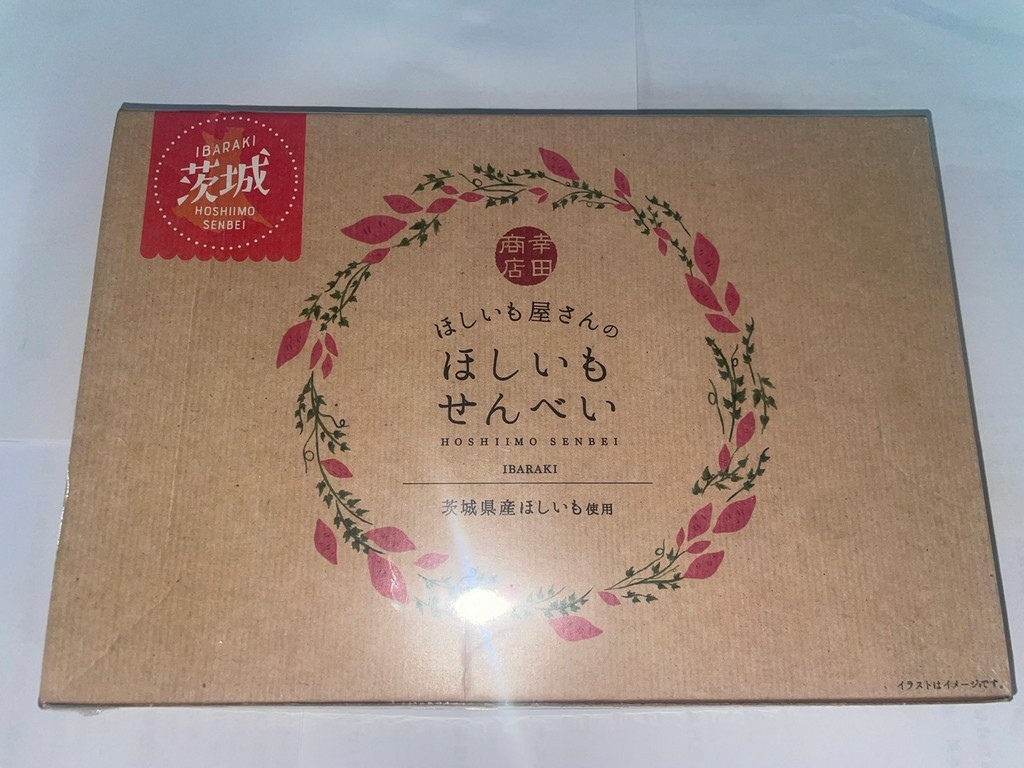 IBARAKI
茨城
HOSHIIMO
SENBEI
幸田
商店
ほしいも屋さんの
ほしいも
せんべい
HOSHIIMO SENBEI
IBARAKI
茨城県産ほしいも使用
イラストはイメージです。